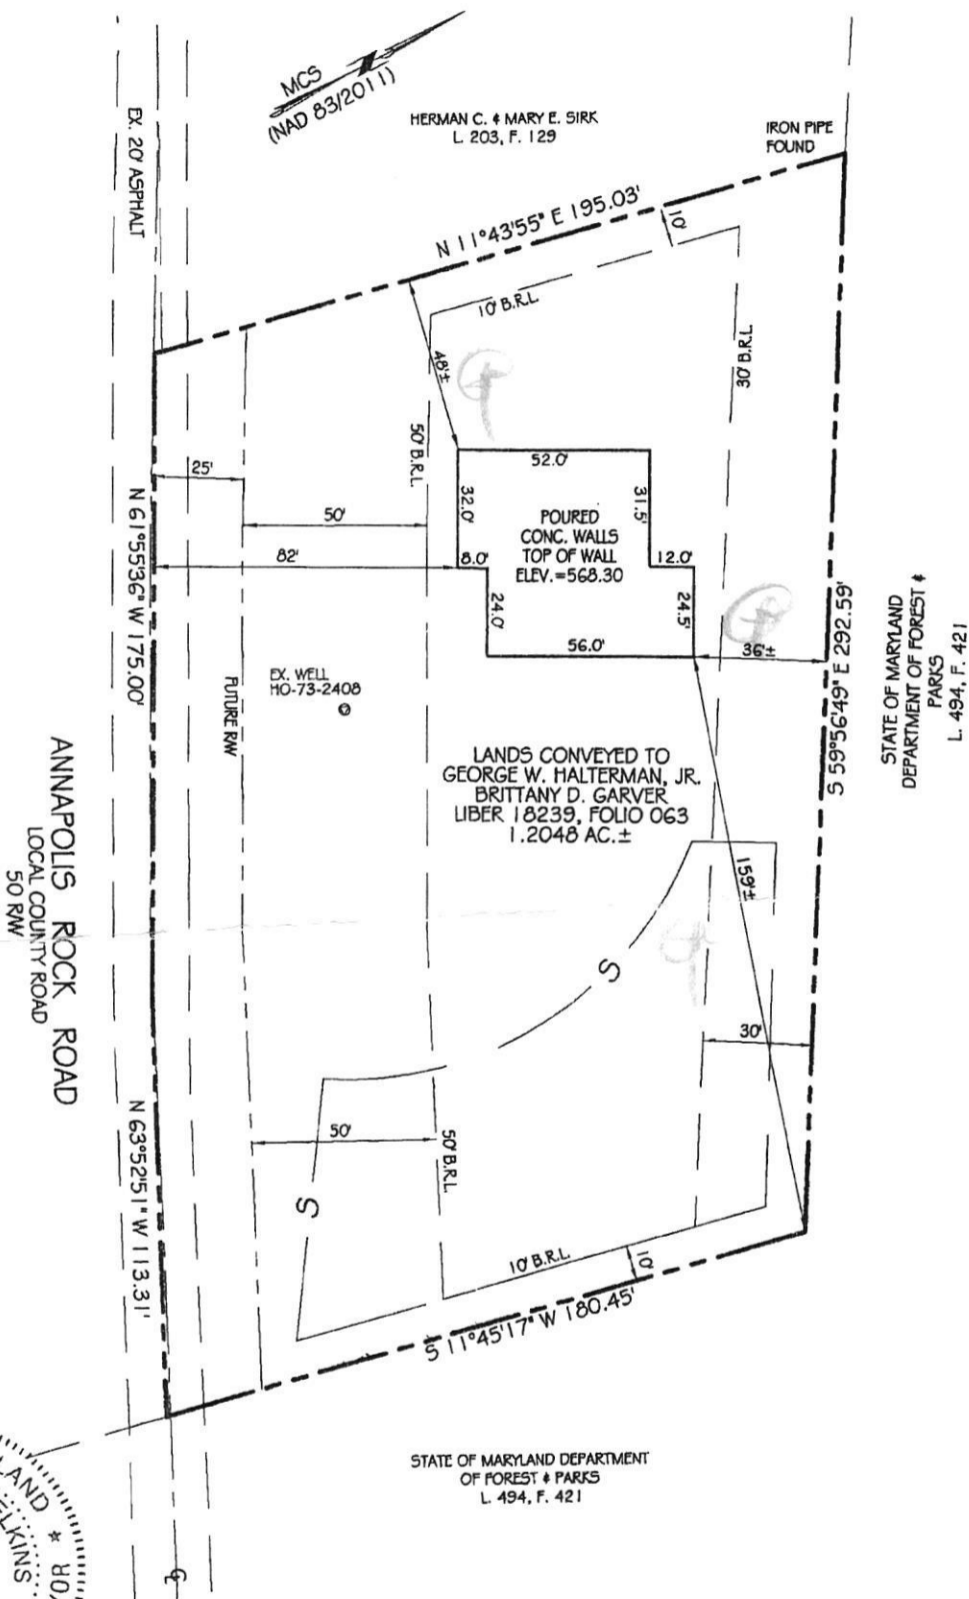 MCS
(NAD 83/2011)
HERMAN C. & MARY E. SIRK
L. 203, F. 129
IRON PIPE
FOUND
EX. 20' ASPHALT
N 11°43'55" E 195.03'
10'
10' B.R.L.
30' B.R.L.
48'±
50' B.R.L.
25'
50'
82'
52.0'
32.0'
31.5'
POURED
CONC. WALLS
TOP OF WALL
ELEV.=568.30
8.0'
12.0'
24.0'
24.5'
56.0'
36'±
N 61°55'36" W 175.00'
S 59°56'49" E 292.59'
STATE OF MARYLAND
DEPARTMENT OF FOREST &
PARKS
L. 494, F. 421
EX. WELL
HO-73-2408
FUTURE R/W
LANDS CONVEYED TO
GEORGE W. HALTERMAN, JR.
BRITTANY D. GARVER
LIBER 18239, FOLIO 063
1.2048 AC.±
159'±
S
ANNAPOLIS ROCK ROAD
LOCAL COUNTY ROAD
50 R/W
30'
50'
50' B.R.L.
S
N 63°52'51" W 113.31'
10' B.R.L.
10'
S 11°45'17" W 180.45'
STATE OF MARYLAND DEPARTMENT
OF FOREST & PARKS
L. 494, F. 421